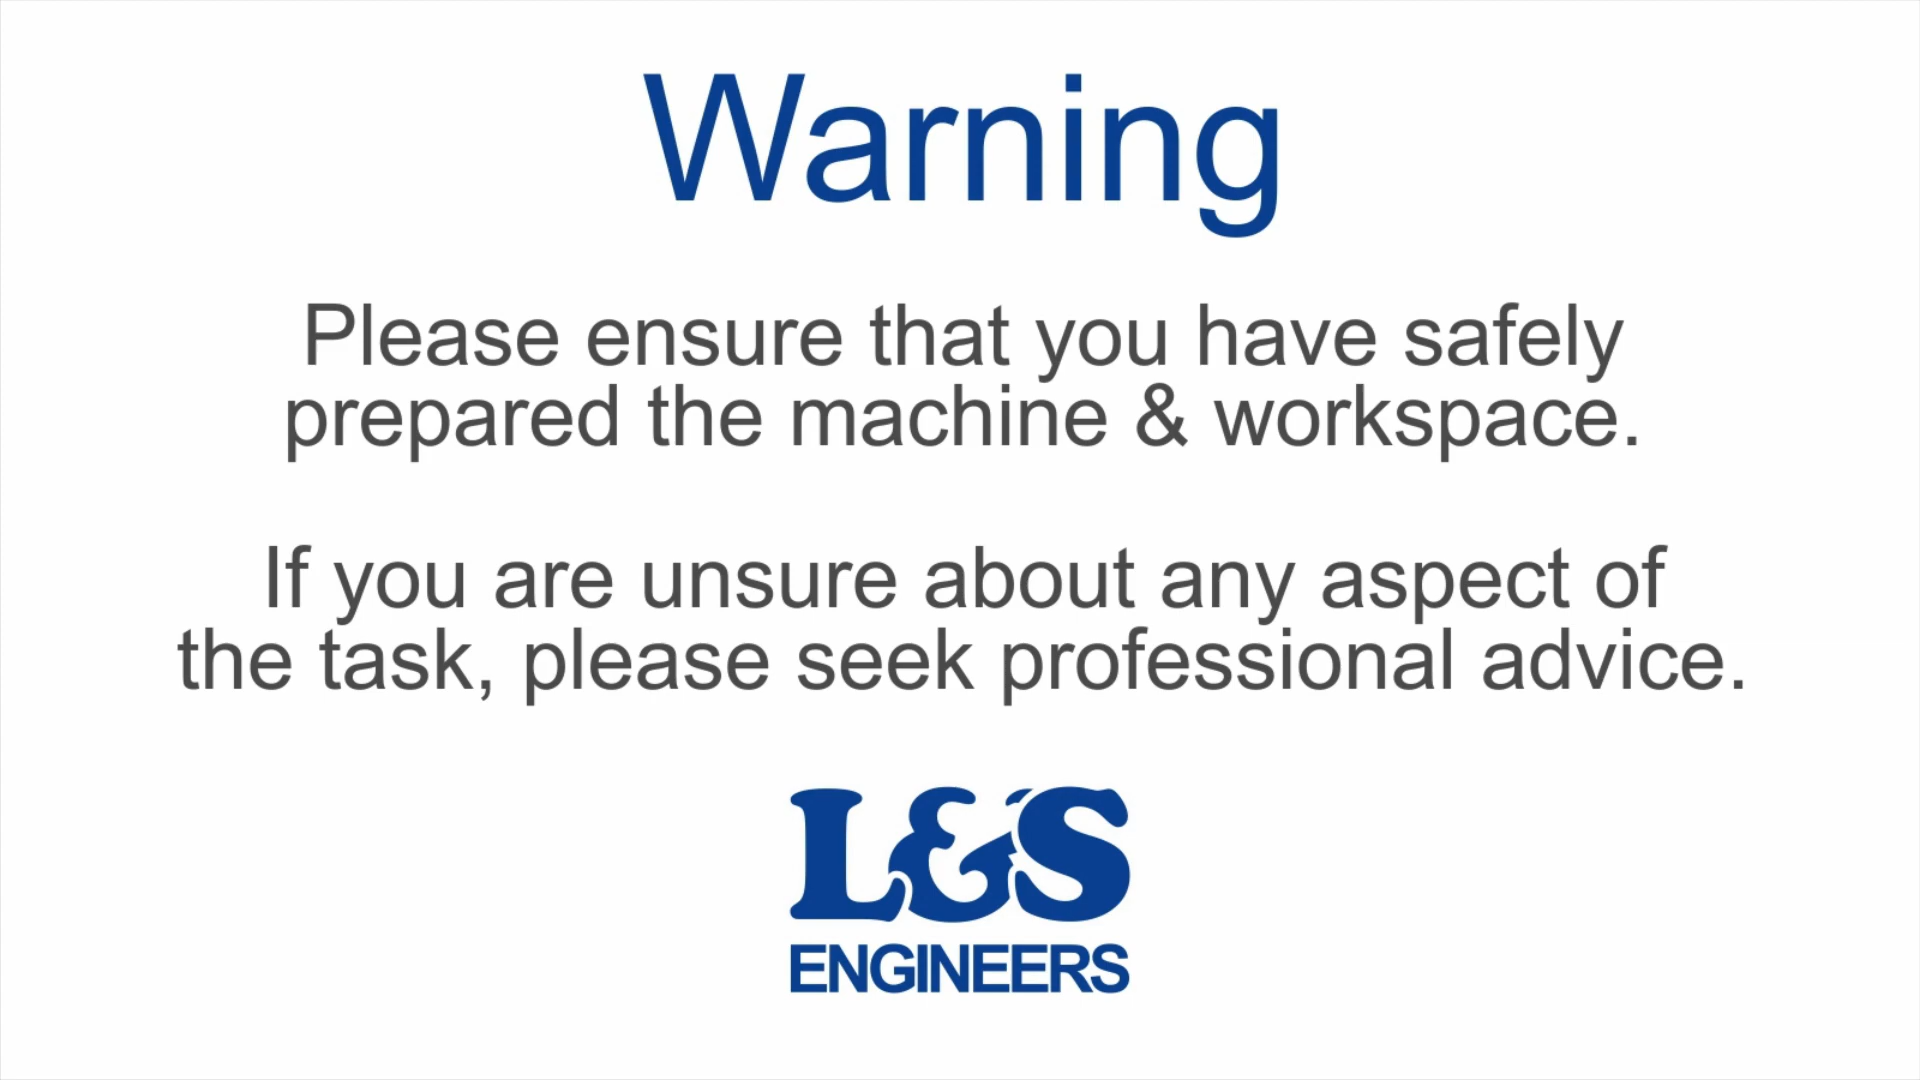 Warning
Please ensure that you have safely
prepared the machine & workspace.
If you are unsure about any aspect of
the task, please seek professional advice.
L&S
ENGINEERS